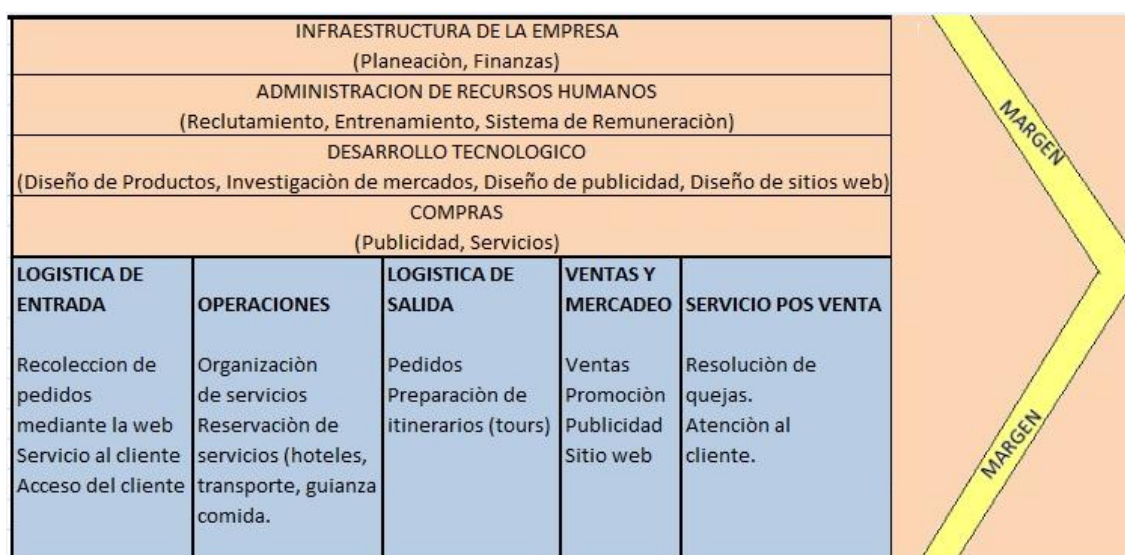 INFRAESTRUCTURA DE LA EMPRESA
(Planeaciòn, Finanzas)
ADMINISTRACION DE RECURSOS HUMANOS
(Reclutamiento, Entrenamiento, Sistema de Remuneraciòn)
DESARROLLO TECNOLOGICO
(Diseño de Productos, Investigaciòn de mercados, Diseño de publicidad, Diseño de sitios web)
COMPRAS
(Publicidad, Servicios)
LOGISTICA DE
ENTRADA
Recoleccion de
pedidos
mediante la web
Servicio al cliente
Acceso del cliente
OPERACIONES
Organizaciòn
de servicios
Reservaciòn de
servicios (hoteles,
transporte, guianza
comida.
LOGISTICA DE
SALIDA
Pedidos
Preparaciòn de
itinerarios (tours)
VENTAS Y
MERCADEO
Ventas
Promociòn
Publicidad
Sitio web
SERVICIO POS VENTA
Resoluciòn de
quejas.
Atenciòn al
cliente.
MARGEN
MARGEN